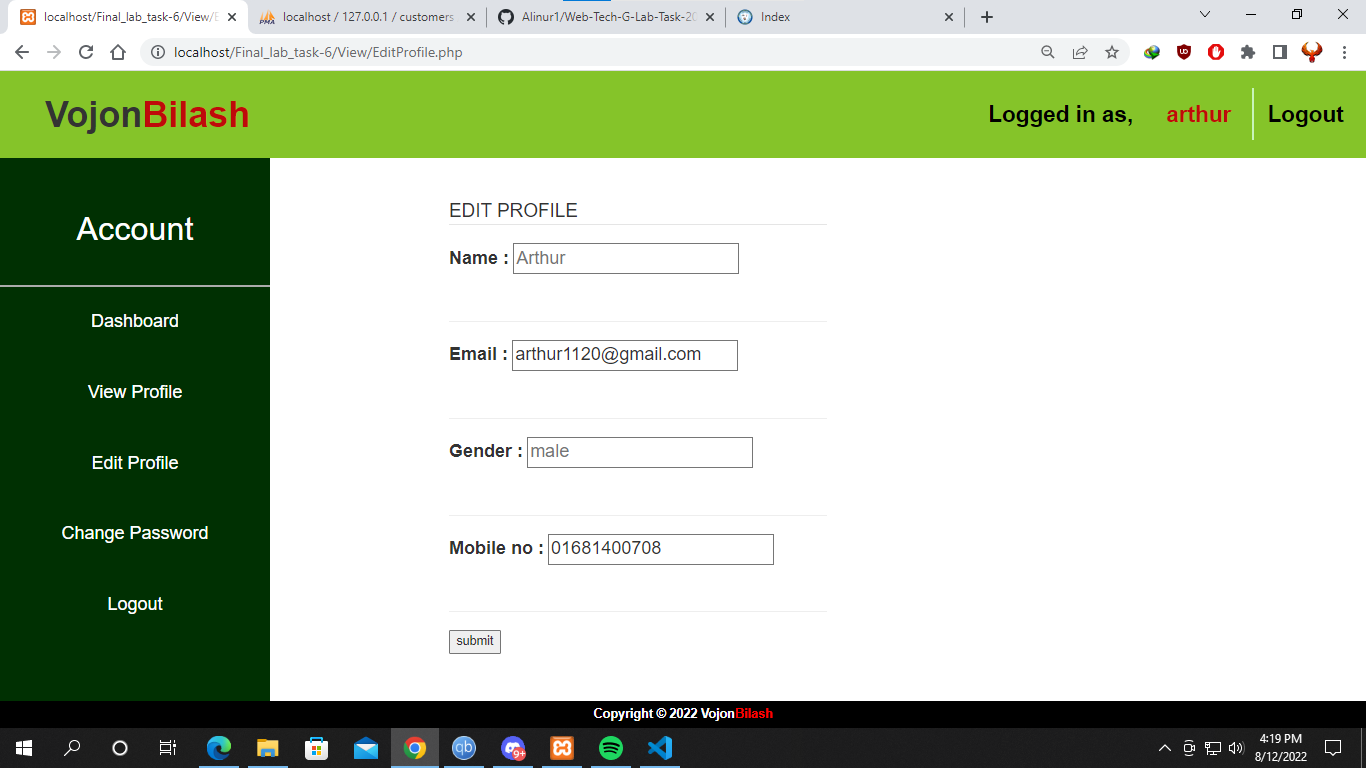 localhost/Final_lab_task-6/View/E
localhost / 127.0.0.1 / customers
Alinur1/Web-Tech-G-Lab-Task-20
Index
localhost/Final_lab_task-6/View/EditProfile.php
VojonBilash
Logged in as, arthur Logout
Account
Dashboard
View Profile
Edit Profile
Change Password
Logout
EDIT PROFILE
Name : Arthur
Email : arthur1120@gmail.com
Gender : male
Mobile no : 01681400708
submit
Copyright © 2022 VojonBilash
qb
9+
4:19 PM
8/12/2022